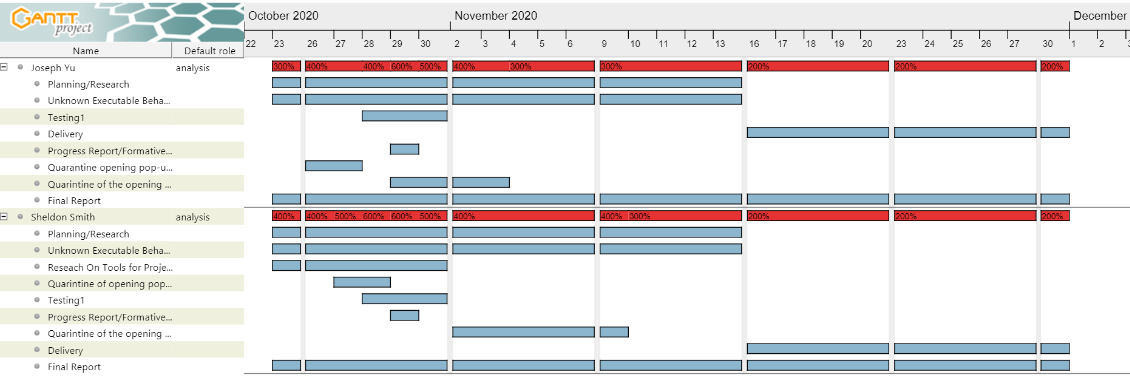 GANTT project
October 2020 November 2020 December
22 23 26 27 28 29 30 2 3 4 5 6 9 10 11 12 13 16 17 18 19 20 23 24 25 26 27 30 1 2 3
Name Default role
Joseph Yu analysis 300% 400% 400% 600% 500% 400% 300% 300% 200% 200% 200%
Planning/Research
Unknown Executable Beha...
Testing1
Delivery
Progress Report/Formative...
Quarantine opening pop-u...
Quarintine of the opening ...
Final Report
Sheldon Smith analysis 400% 400% 500% 600% 600% 500% 400% 400% 300% 200% 200% 200%
Planning/Research
Unknown Executable Beha...
Reseach On Tools for Proje...
Quarintine of opening pop...
Testing1
Progress Report/Formative...
Quarintine of the opening ...
Delivery
Final Report